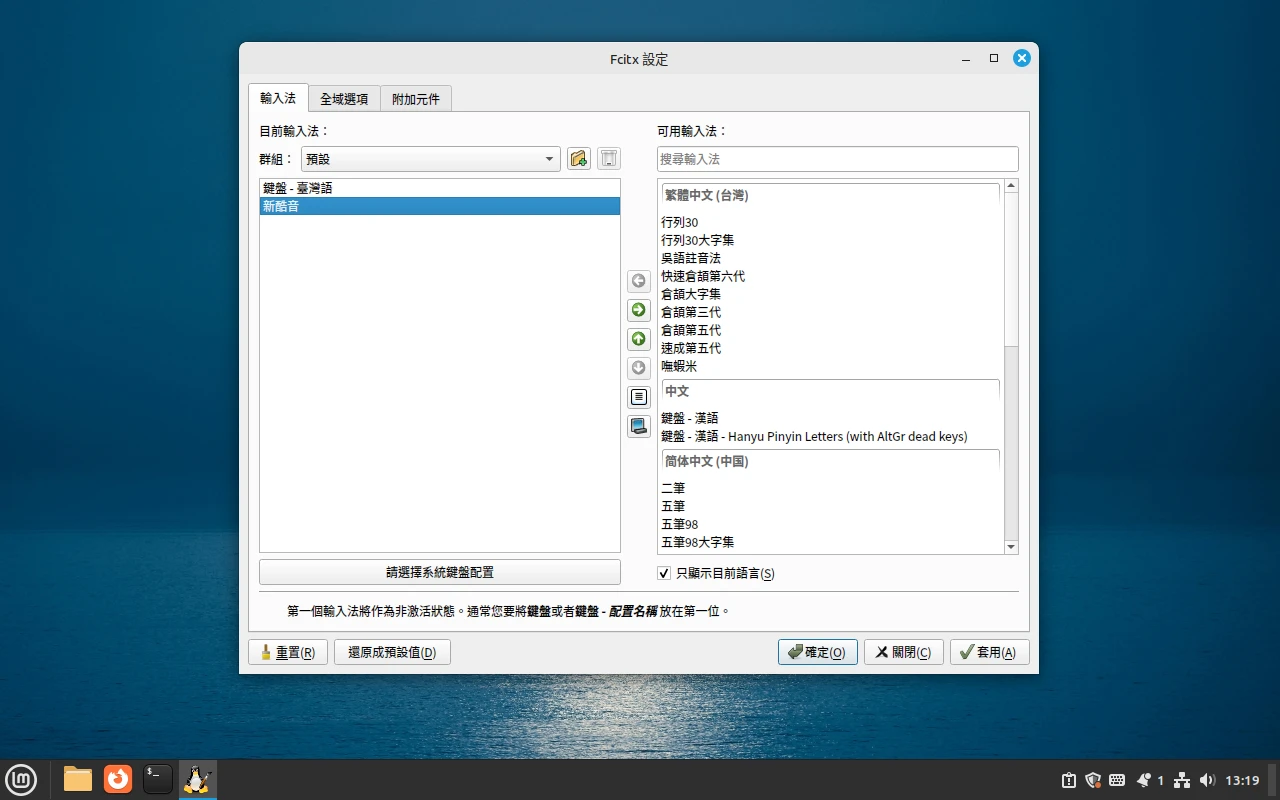 Fcitx 設定
輸入法
全域選項
附加元件
目前輸入法：
群組：
預設
鍵盤 - 臺灣語
新酷音
請選擇系統鍵盤配置
可用輸入法：
搜尋輸入法
繁體中文 (台灣)
行列30
行列30大字集
吳語註音法
快速倉頡第六代
倉頡大字集
倉頡第三代
倉頡第五代
速成第五代
嘸蝦米
中文
鍵盤 - 漢語
鍵盤 - 漢語 - Hanyu Pinyin Letters (with AltGr dead keys)
简体中文 (中国)
二筆
五筆
五筆98
五筆98大字集
只顯示目前語言(S)
第一個輸入法將作為非激活狀態。通常您要將鍵盤或者鍵盤 - 配置名稱 放在第一位。
重置(R)
還原成預設值(D)
確定(O)
關閉(C)
套用(A)
1
13:19